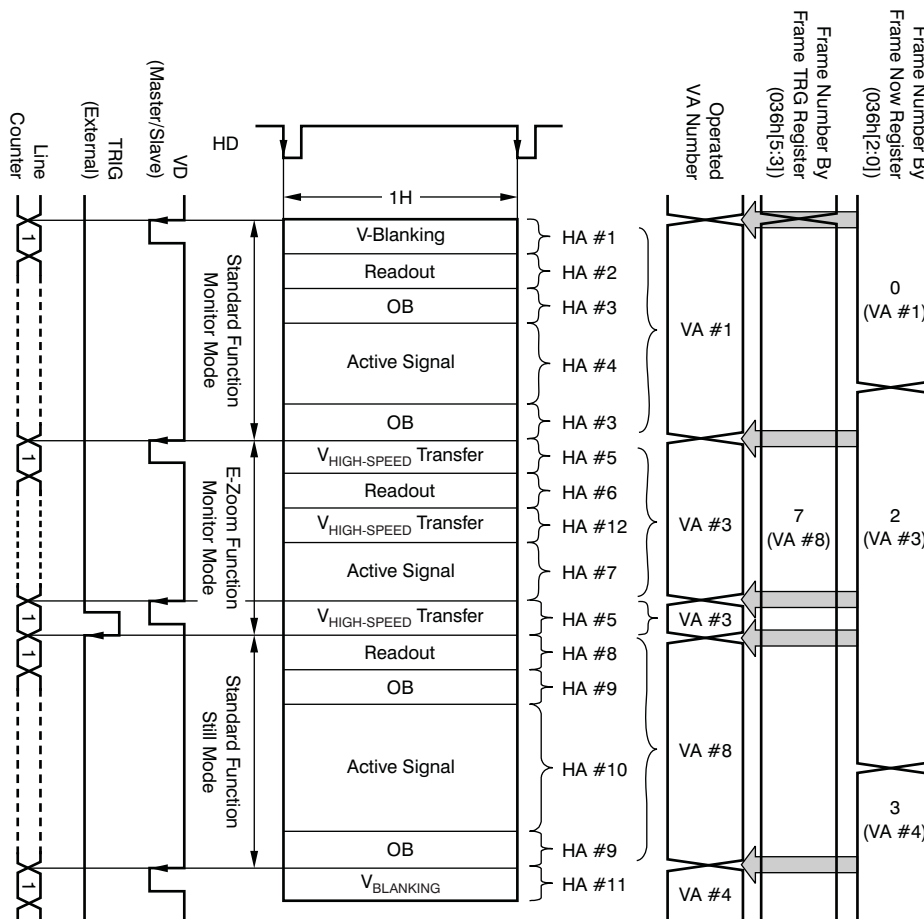 Line
Counter
TRIG
(External)
VD
(Master/Slave)
HD
1H
Operated
VA Number
Frame Number By
Frame TRG Register
(036h[5:3])
Frame Number By
Frame Now Register
(036h[2:0])
1
1
1
1
1
Standard Function
Monitor Mode
E-Zoom Function
Monitor Mode
Standard Function
Still Mode
V-Blanking
Readout
OB
Active Signal
OB
VHIGH-SPEED Transfer
Readout
VHIGH-SPEED Transfer
Active Signal
VHIGH-SPEED Transfer
Readout
OB
Active Signal
OB
VBLANKING
HA #1
HA #2
HA #3
HA #4
HA #3
HA #5
HA #6
HA #12
HA #7
HA #5
HA #8
HA #9
HA #10
HA #9
HA #11
VA #1
VA #3
VA #3
VA #8
VA #4
7
(VA #8)
0
(VA #1)
2
(VA #3)
3
(VA #4)